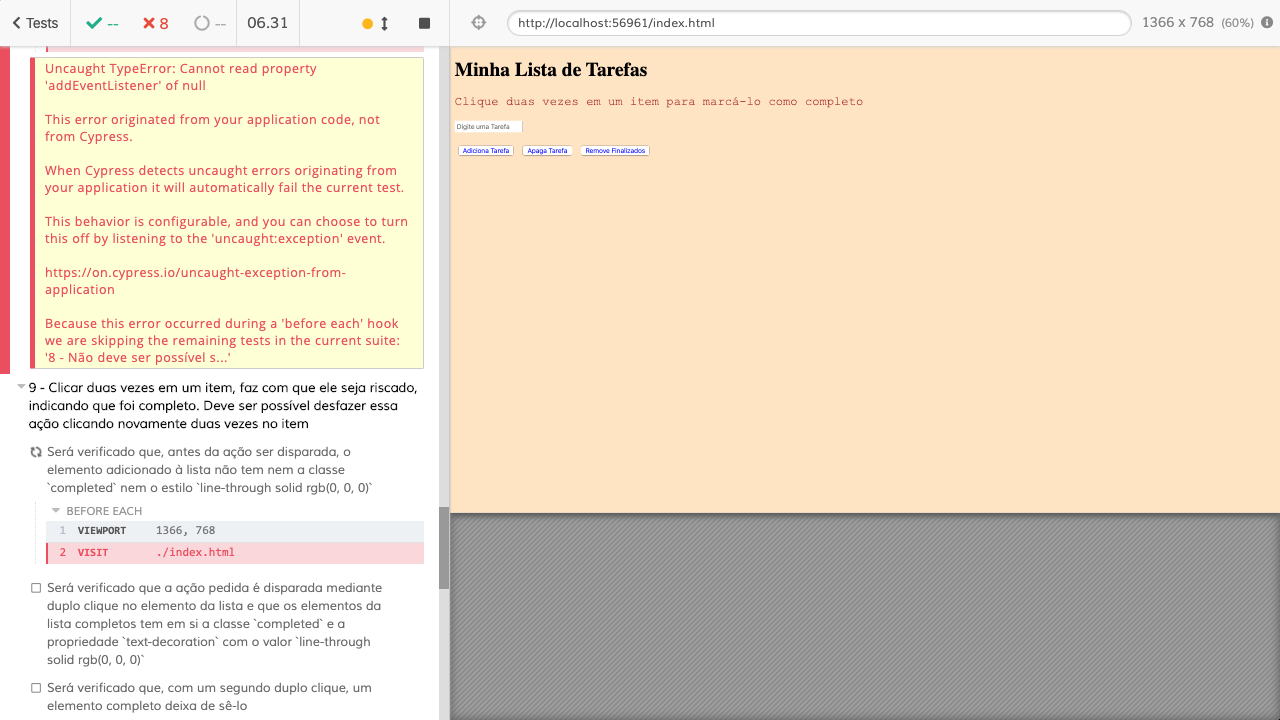 Tests
--
8
--
06.31
http://localhost:56961/index.html
1366 x 768 (60%)
Uncaught TypeError: Cannot read property
'addEventListener' of null
This error originated from your application code, not
from Cypress.
When Cypress detects uncaught errors originating from
your application it will automatically fail the current test.
This behavior is configurable, and you can choose to turn
this off by listening to the 'uncaught:exception' event.
https://on.cypress.io/uncaught-exception-from-
application
Because this error occurred during a 'before each' hook
we are skipping the remaining tests in the current suite:
'8 - Não deve ser possível s...'
9 - Clicar duas vezes em um item, faz com que ele seja riscado,
indicando que foi completo. Deve ser possível desfazer essa
ação clicando novamente duas vezes no item
Será verificado que, antes da ação ser disparada, o
elemento adicionado à lista não tem nem a classe
`completed` nem o estilo `line-through solid rgb(0, 0, 0)`
BEFORE EACH
1 VIEWPORT 1366, 768
2 VISIT ./index.html
Será verificado que a ação pedida é disparada mediante
duplo clique no elemento da lista e que os elementos da
lista completos tem em si a classe `completed` e a
propriedade `text-decoration` com o valor `line-through
solid rgb(0, 0, 0)`
Será verificado que, com um segundo duplo clique, um
elemento completo deixa de sê-lo
Minha Lista de Tarefas
Clique duas vezes em um item para marcá-lo como completo
Digite uma Tarefa
Adiciona Tarefa Apaga Tarefa Remove Finalizados